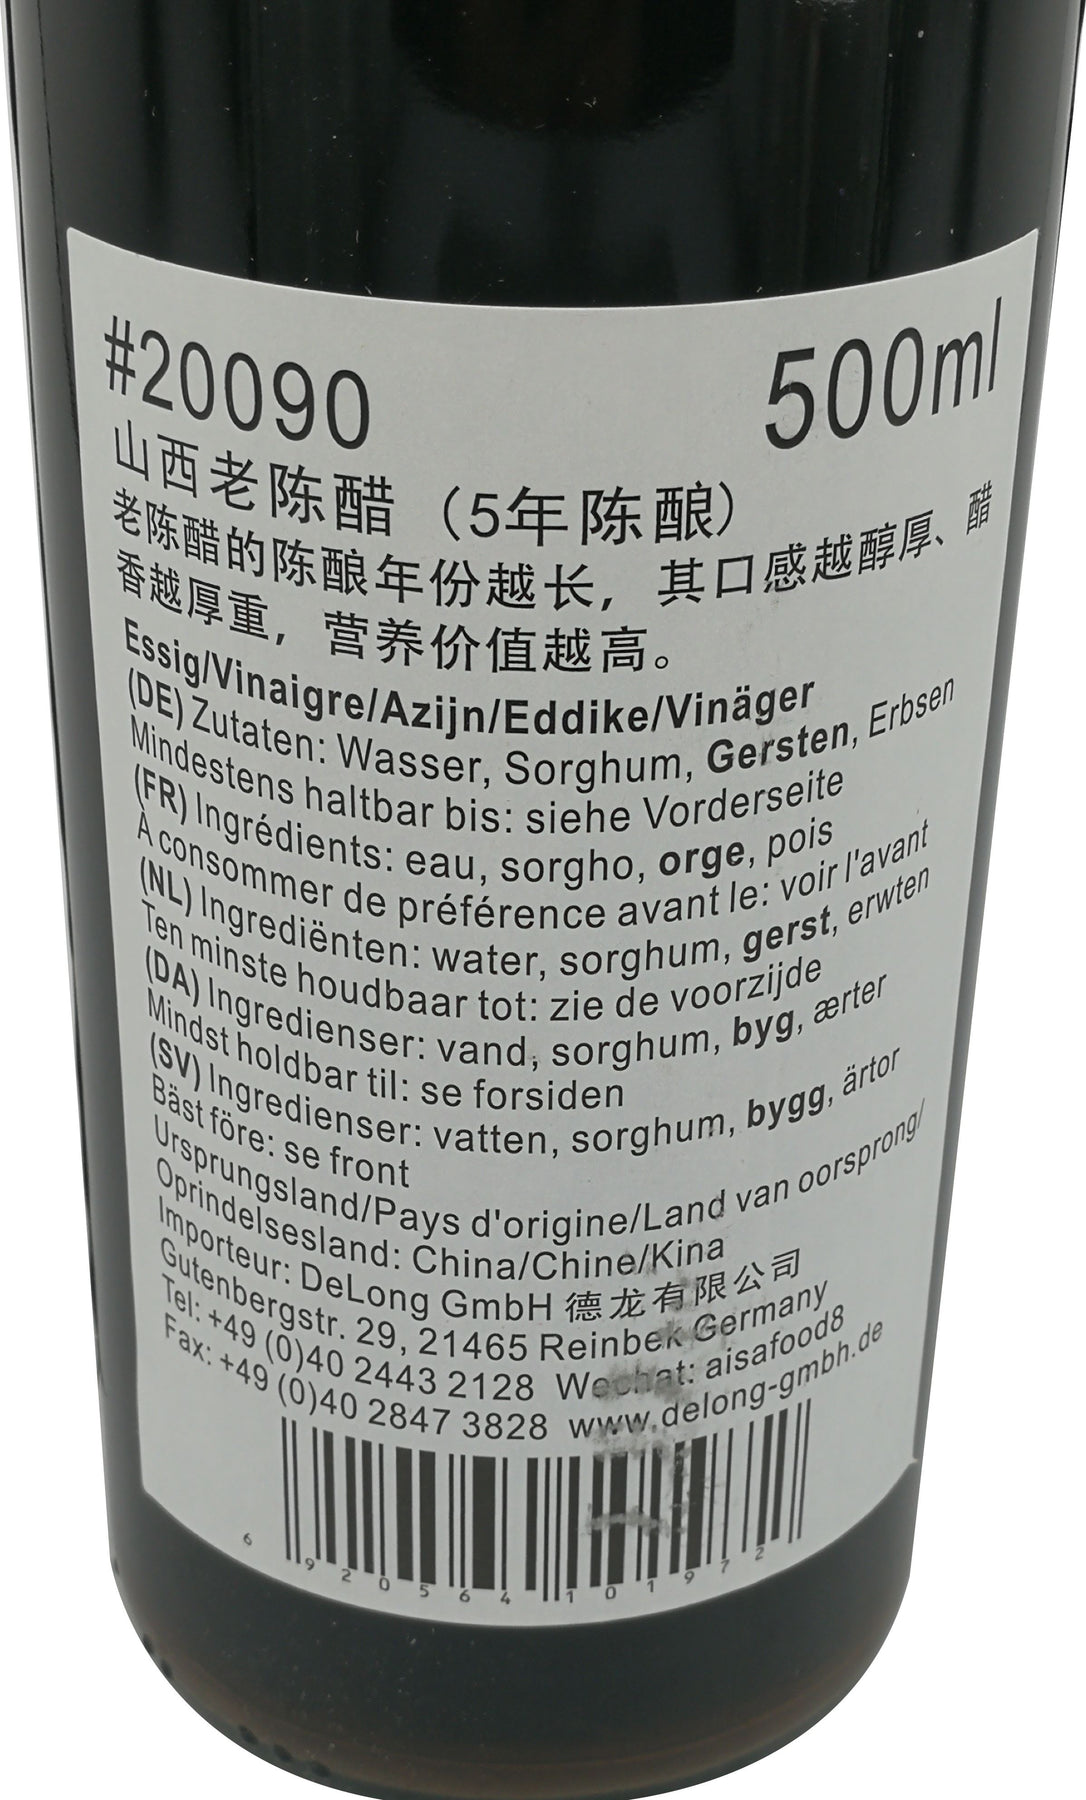 #20090 500ml
山西老陈醋（5年陈酿）
老陈醋的陈酿年份越长，其口感越醇厚、醋
香越厚重，营养价值越高。
Essig/Vinaigre/Azijn/Eddike/Vinäger
(DE) Zutaten: Wasser, Sorghum, Gersten, Erbsen
Mindestens haltbar bis: siehe Vorderseite
(FR) Ingrédients: eau, sorgho, orge, pois
À consommer de préférence avant le: voir l'avant
(NL) Ingrediënten: water, sorghum, gerst, erwten
Ten minste houdbaar tot: zie de voorzijde
(DA) Ingredienser: vand, sorghum, byg, ærter
Mindst holdbar til: se forsiden
(SV) Ingredienser: vatten, sorghum, bygg, ärtor
Bäst före: se front
Ursprungsland/Pays d'origine/Land van oorsprong/
Oprindelsesland: China/Chine/Kina
Importeur: DeLong GmbH 德龙有限公司
Gutenbergstr. 29, 21465 Reinbek Germany
Tel: +49 (0)40 2443 2128 Wechat: aisafood8
Fax: +49 (0)40 2847 3828 www.delong-gmbh.de
6 920564 101972